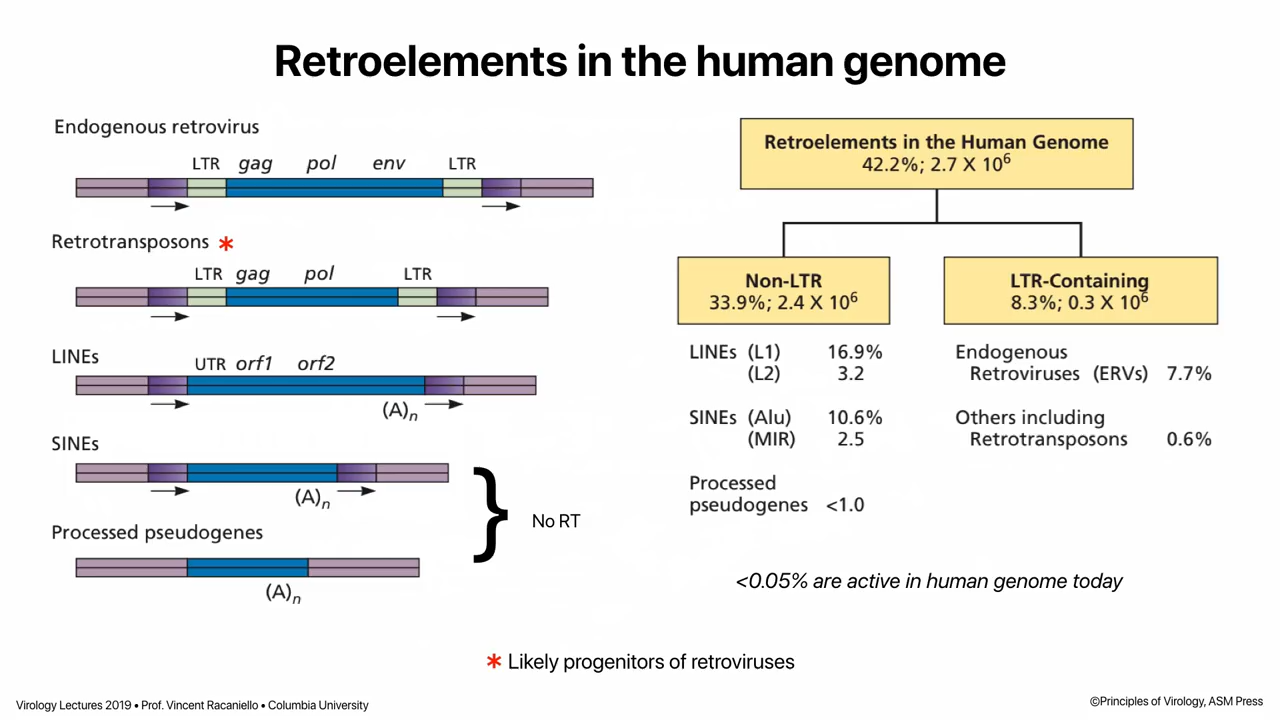 Retroelements in the human genome
Endogenous retrovirus
LTR gag pol env LTR
Retrotransposons *
LTR gag pol LTR
LINEs
UTR orf1 orf2
(A)n
SINEs
(A)n
Processed pseudogenes
(A)n
} No RT
Retroelements in the Human Genome
42.2%; 2.7 X 10^6
Non-LTR
33.9%; 2.4 X 10^6
LINEs (L1) 16.9%
(L2) 3.2
SINEs (Alu) 10.6%
(MIR) 2.5
Processed
pseudogenes <1.0
LTR-Containing
8.3%; 0.3 X 10^6
Endogenous
Retroviruses (ERVs) 7.7%
Others including
Retrotransposons 0.6%
<0.05% are active in human genome today
* Likely progenitors of retroviruses
Virology Lectures 2019 • Prof. Vincent Racaniello • Columbia University
©Principles of Virology, ASM Press